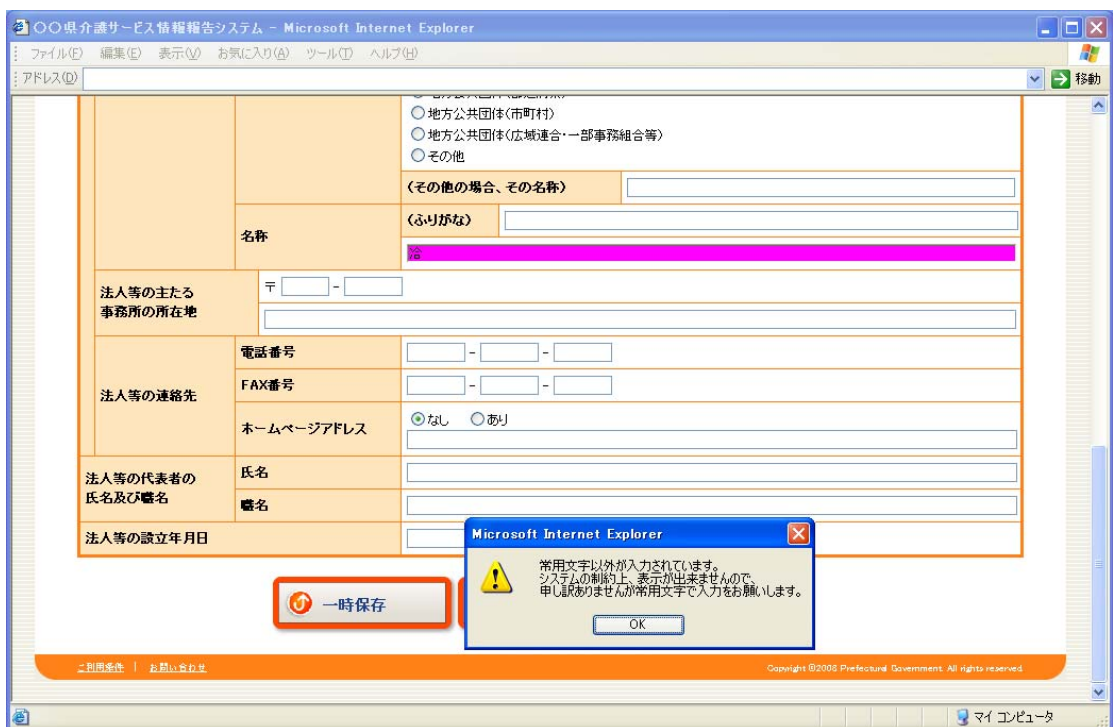 〇〇県介護サービス情報報告システム - Microsoft Internet Explorer
ファイル(F) 編集(E) 表示(V) お気に入り(A) ツール(T) ヘルプ(H)
アドレス(D) 移動
地方公共団体(市町村)
地方公共団体(広域連合・一部事務組合等)
その他
(その他の場合、その名称)
名称
(ふりがな)
法人等の主たる
事務所の所在地
〒 -
法人等の連絡先
電話番号 - -
FAX番号 - -
ホームページアドレス
なし あり
法人等の代表者の
氏名及び職名
氏名
職名
法人等の設立年月日
Microsoft Internet Explorer
常用文字以外が入力されています。
システムの制約上、表示が出来ませんので、
申し訳ありませんが常用文字で入力をお願いします。
OK
一時保存
ご利用条件 | お問い合わせ
Copyright ©2006 Prefectural Government. All rights reserved.
マイ コンピュータ